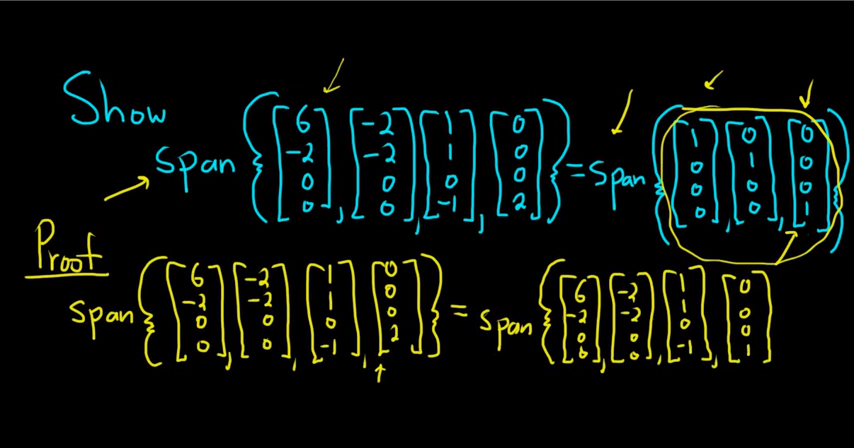 Show
span {[6 -2 0 0], [-2 -2 0 0], [1 1 0 -1], [0 0 0 2]} = span {[1 0 0 0], [0 1 0 0], [0 0 0 1]}
Proof
span {[6 -2 0 0], [-2 -2 0 0], [1 1 0 -1], [0 0 0 2]} = span {[6 -2 0 0], [-2 -2 0 0], [1 1 0 -1], [0 0 0 1]